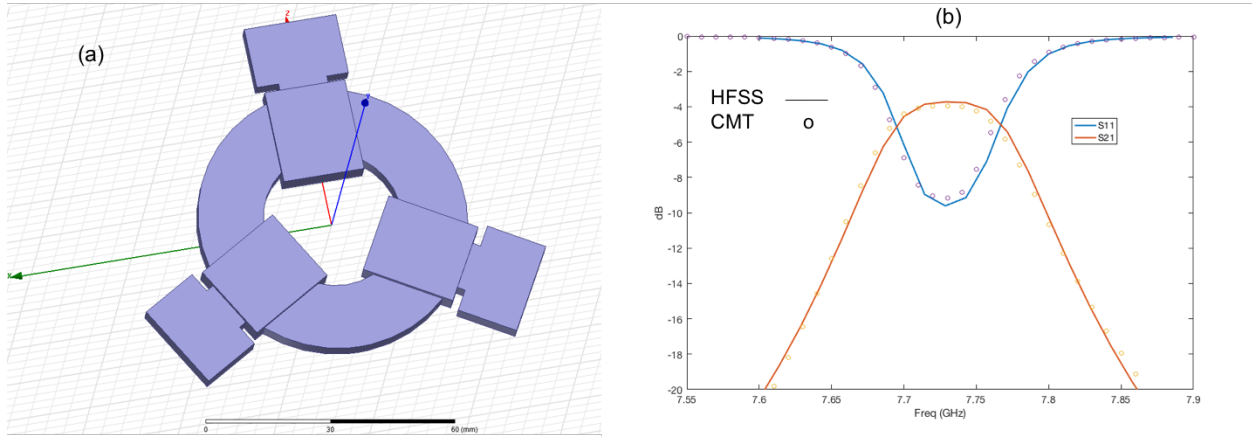 (a)
z
Y
X
0
30
60 (mm)
(b)
0
-2
-4
-6
-8
-10
-12
-14
-16
-18
-20
dB
HFSS
CMT o
S11
S21
7.55 7.6 7.65 7.7 7.75 7.8 7.85 7.9
Freq (GHz)